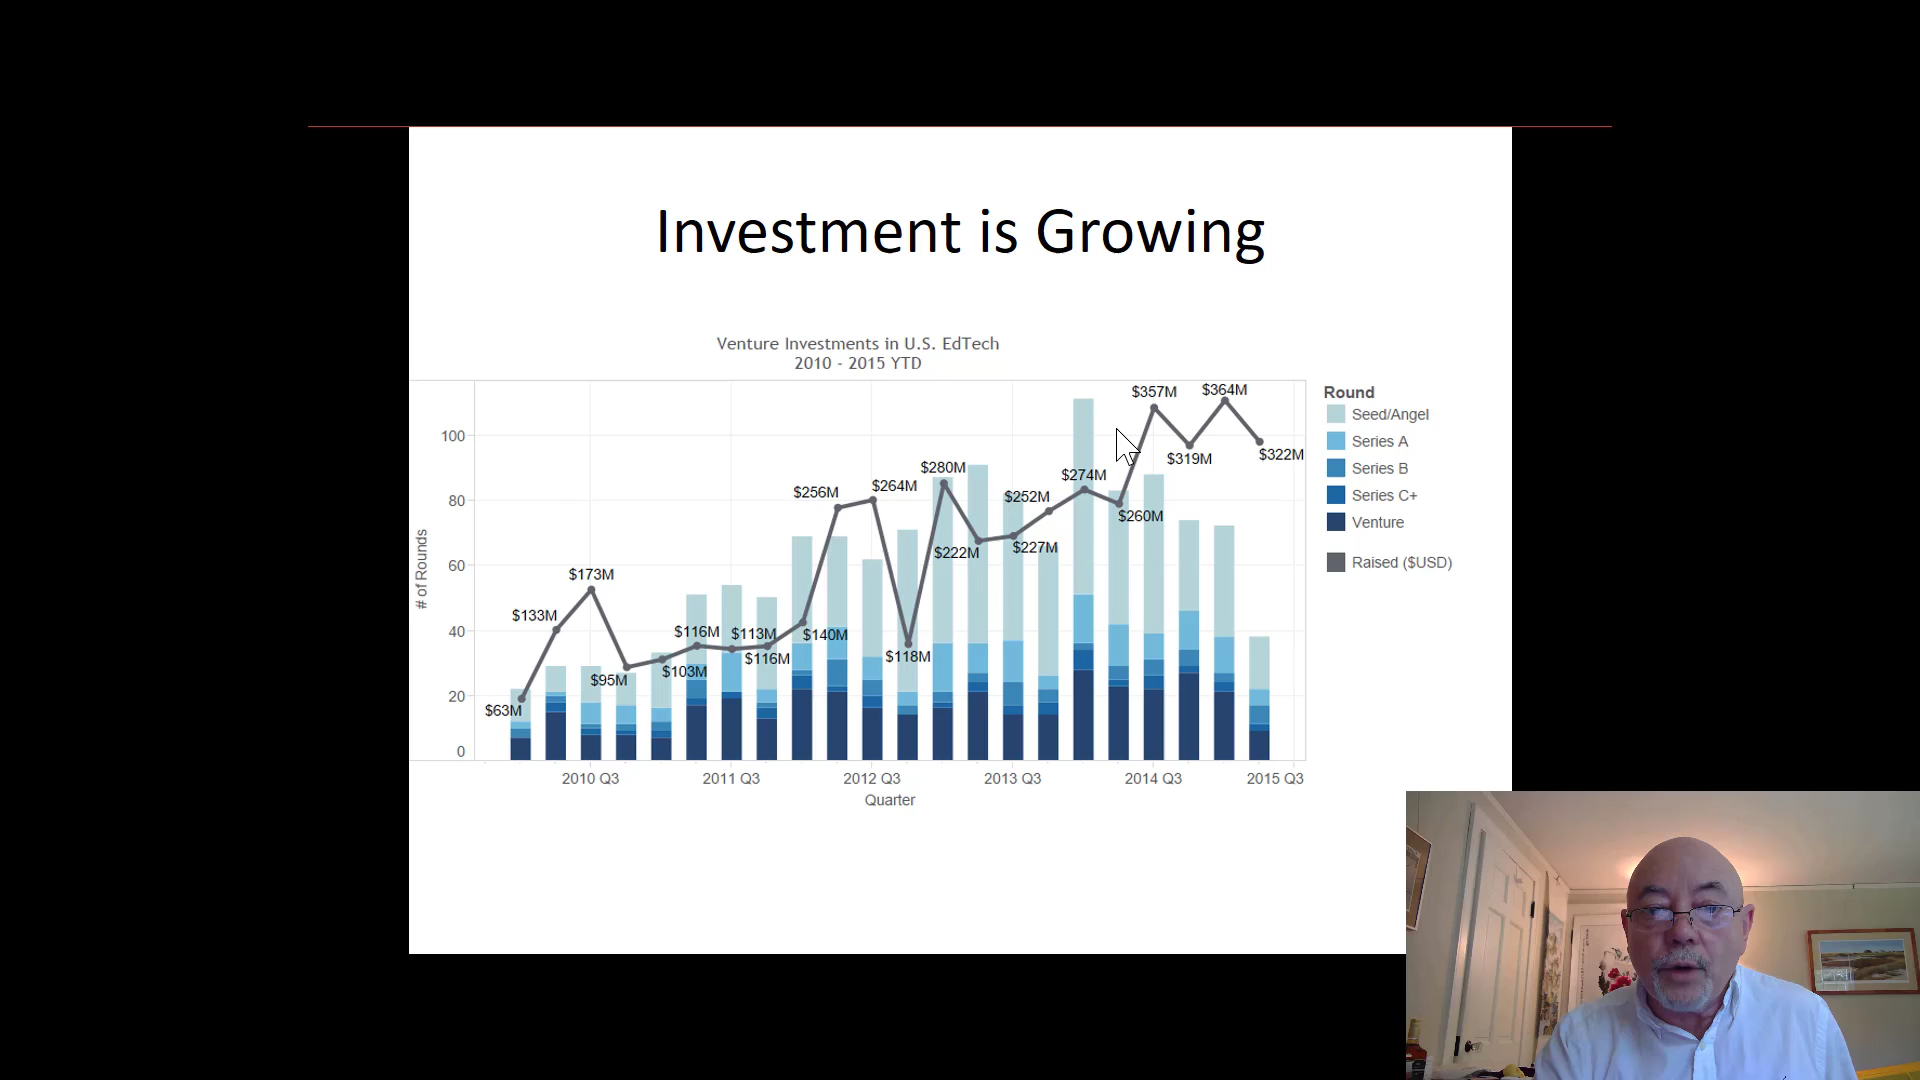 Investment is Growing
Venture Investments in U.S. EdTech
2010 - 2015 YTD
# of Rounds
100
80
60
40
20
0
$63M
$133M
$173M
$95M
$103M
$116M
$113M
$116M
$140M
$256M
$264M
$118M
$280M
$222M
$227M
$252M
$274M
$260M
$357M
$319M
$364M
$322M
2010 Q3
2011 Q3
2012 Q3
2013 Q3
2014 Q3
2015 Q3
Quarter
Round
Seed/Angel
Series A
Series B
Series C+
Venture
Raised ($USD)